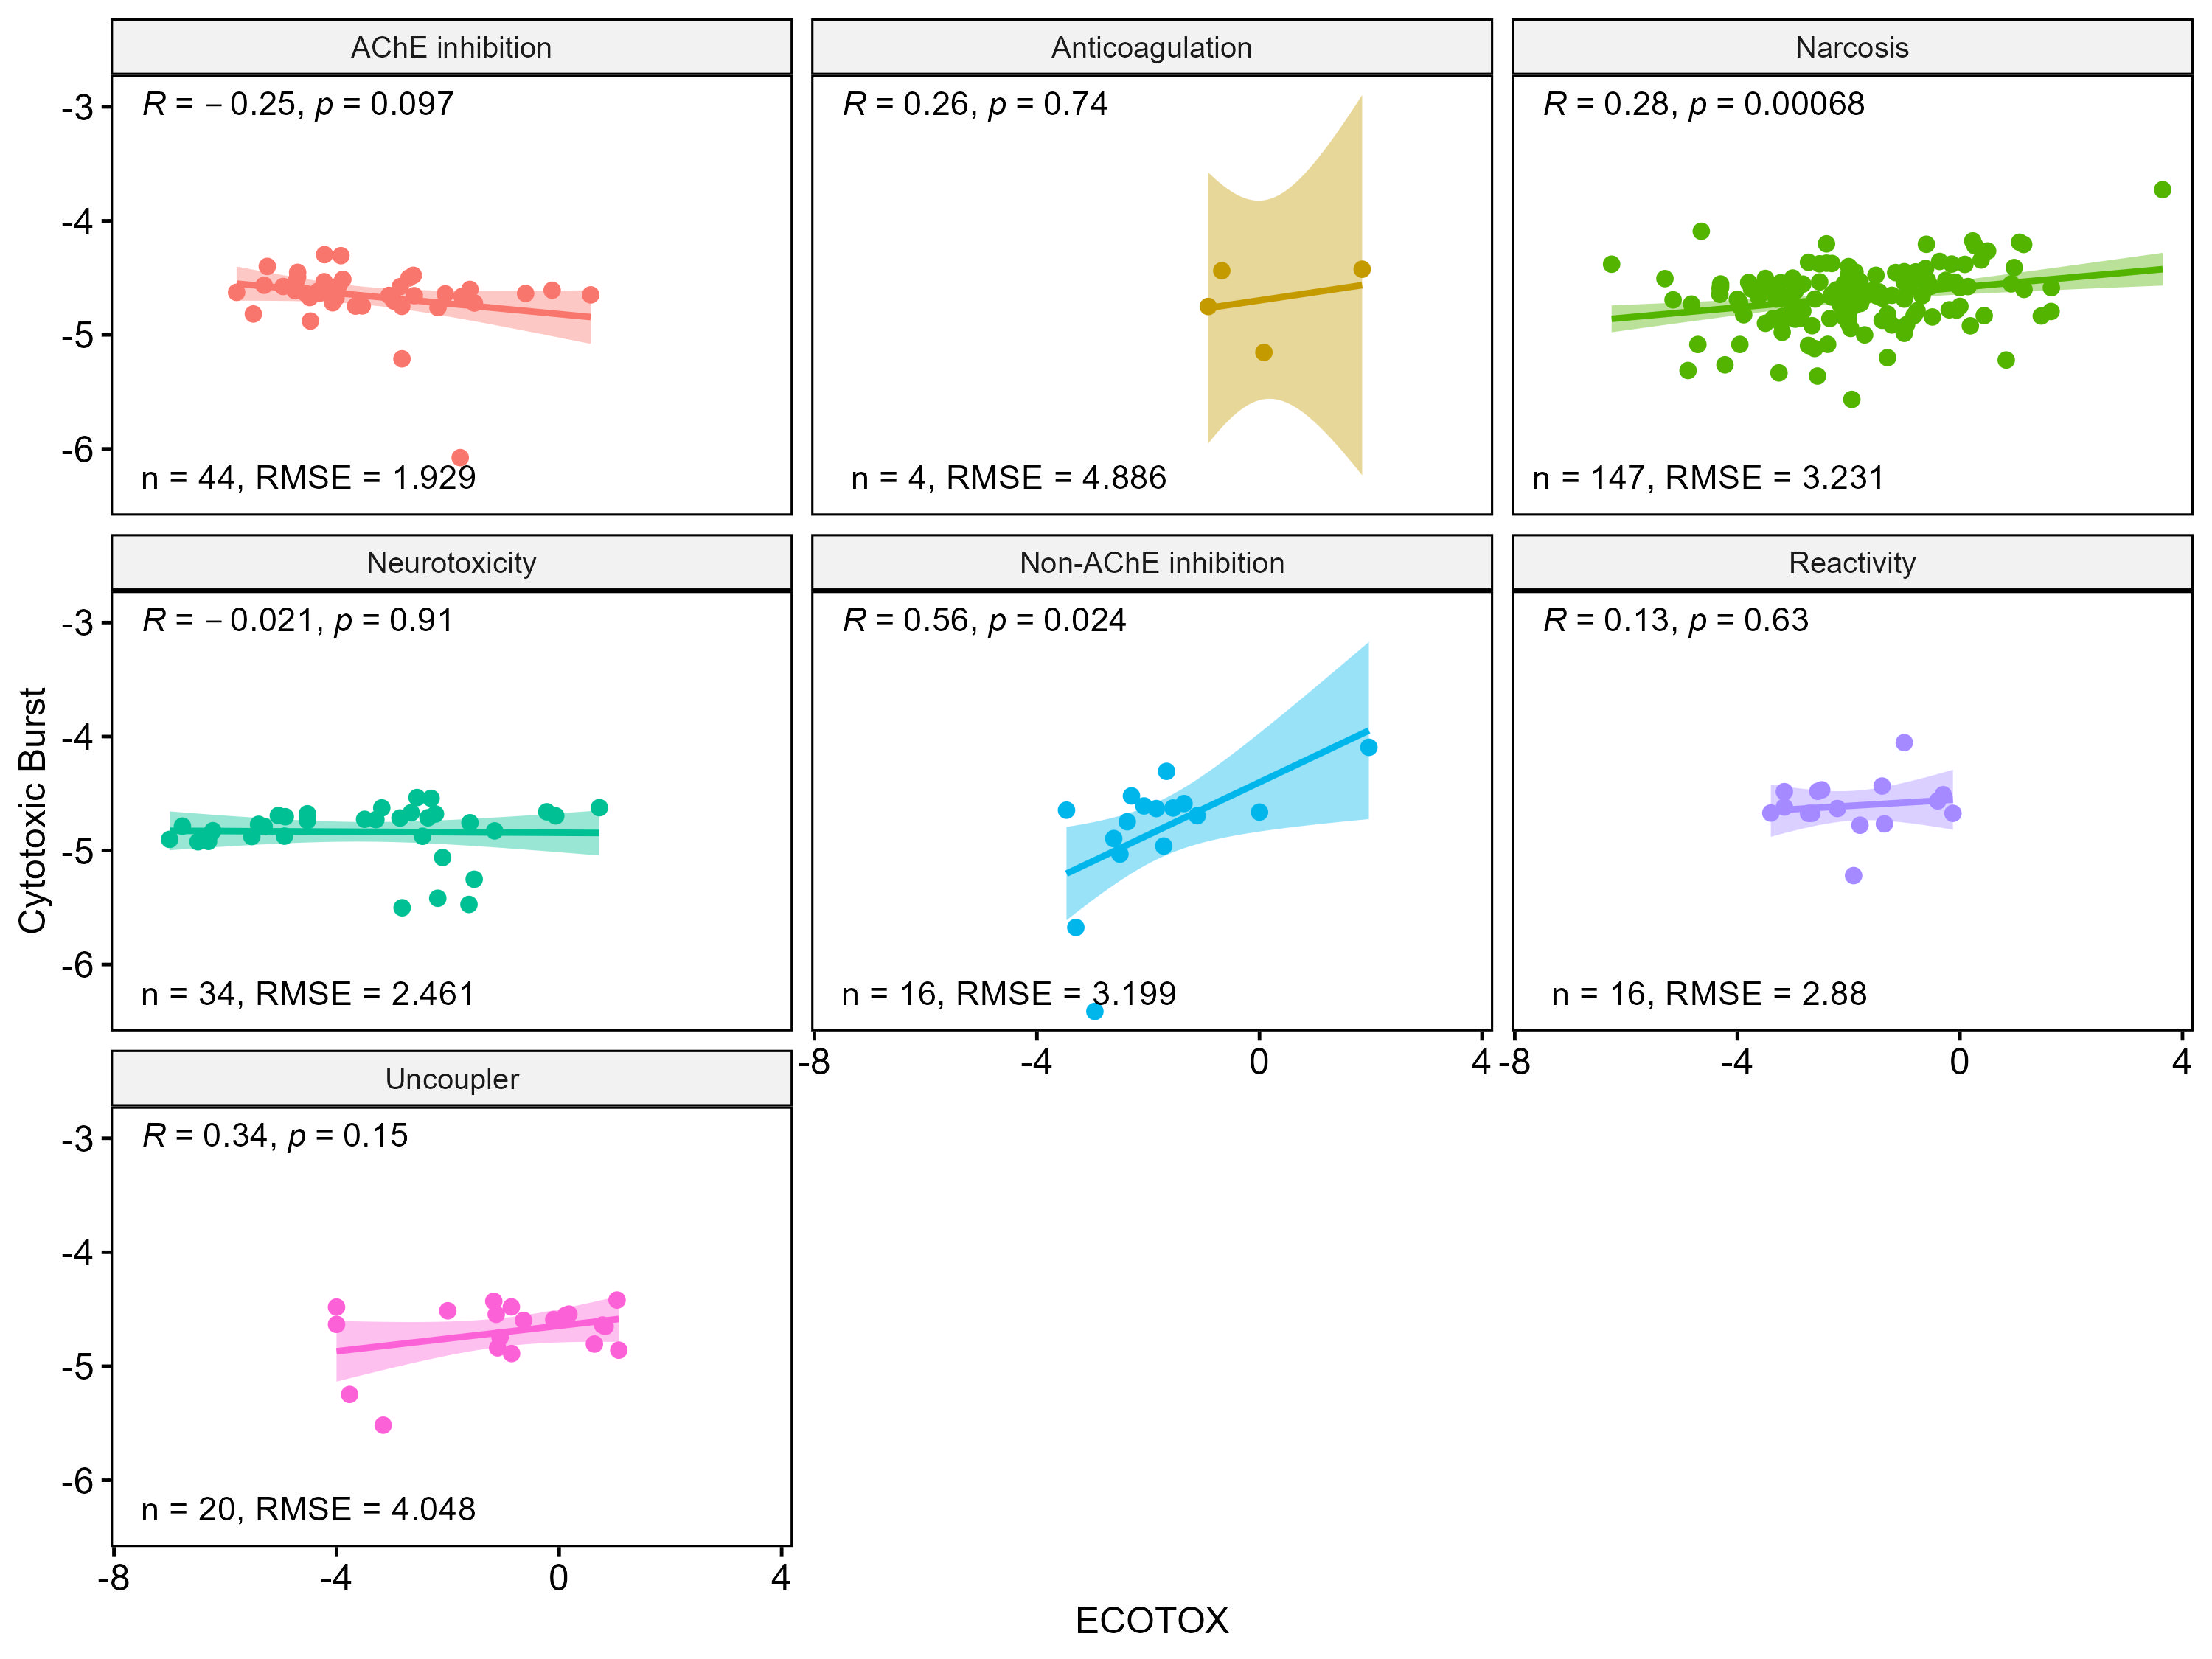 AChE inhibition
Anticoagulation
Narcosis
R = − 0.25, p = 0.097
R = 0.26, p = 0.74
R = 0.28, p = 0.00068
-3
-4
-5
-6
n = 44, RMSE = 1.929
n = 4, RMSE = 4.886
n = 147, RMSE = 3.231
Neurotoxicity
Non-AChE inhibition
Reactivity
R = − 0.021, p = 0.91
R = 0.56, p = 0.024
R = 0.13, p = 0.63
-3
-4
-5
-6
n = 34, RMSE = 2.461
n = 16, RMSE = 3.199
n = 16, RMSE = 2.88
-8 -4 0 4
-8 -4 0 4
Uncoupler
R = 0.34, p = 0.15
-3
-4
-5
-6
n = 20, RMSE = 4.048
-8 -4 0 4
Cytotoxic Burst
ECOTOX